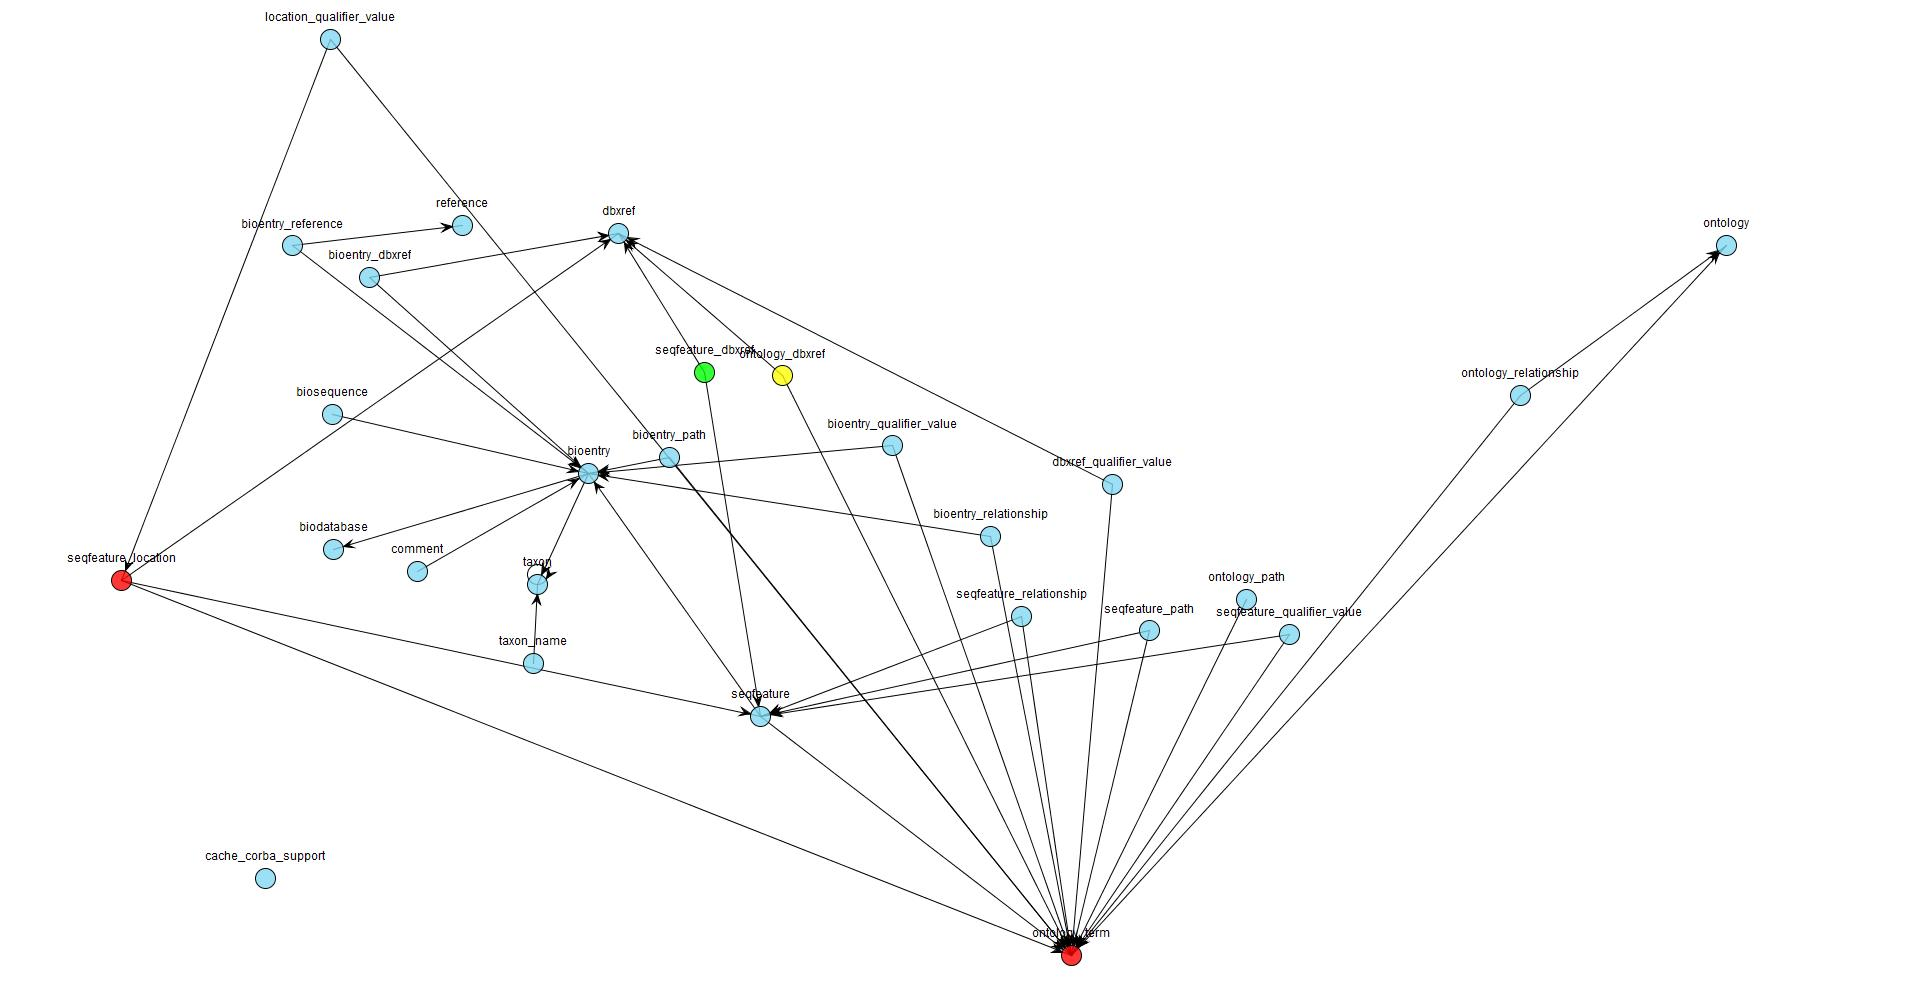 location_qualifier_value
reference
dbxref
bioentry_reference
ontology
bioentry_dbxref
seqfeature_dbxref
ontology_dbxref
ontology_relationship
biosequence
bioentry_qualifier_value
bioentry_path
bioentry
dbxref_qualifier_value
bioentry_relationship
biodatabase
comment
seqfeature_location
taxon
ontology_path
seqfeature_relationship
seqfeature_path
seqfeature_qualifier_value
taxon_name
seqfeature
cache_corba_support
ontology_term